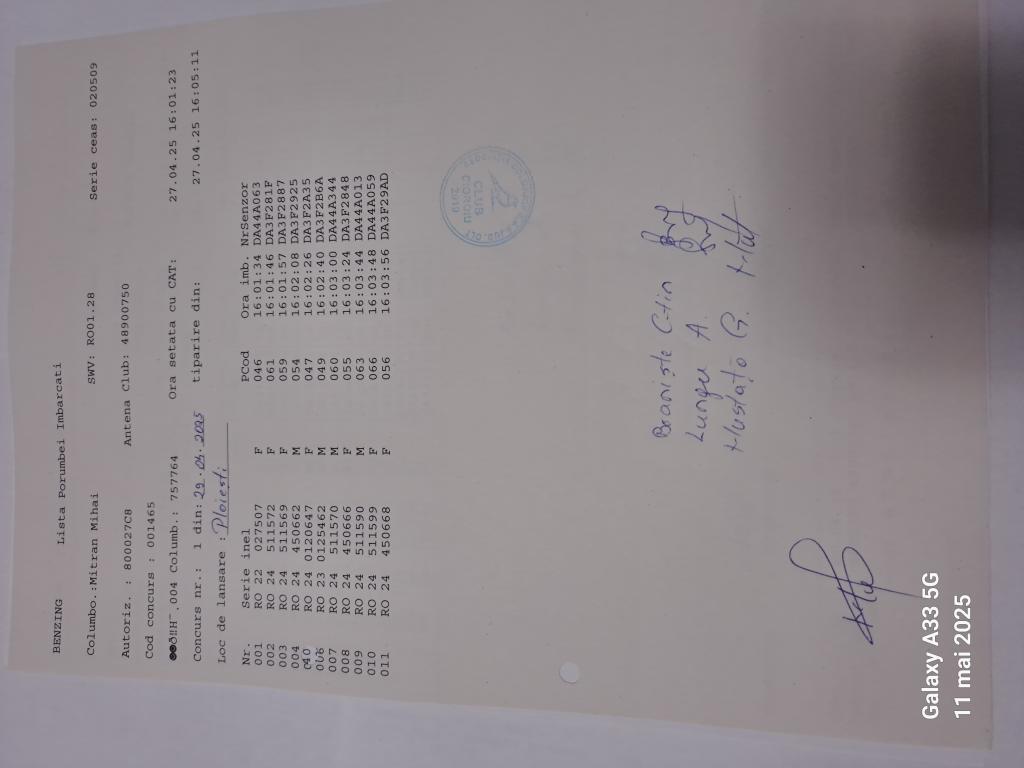 BENZING Lista Porumbei Imbarcati
Columbo.:Mitran Mihai SWV: RO01.28 Serie ceas: 020509
Autoriz. : 800027C8 Antena Club: 48900750
Cod concurs : 001465
.004 Columb.: 757764 Ora setata cu CAT: 27.04.25 16:01:23
Concurs nr.: 1 din: 29.04.2025 tiparire din: 27.04.25 16:05:11
Loc de lansare : Ploiesti
Nr. Serie inel PCod Ora imb. NrSenzor
001 RO 22 027507 F 046 16:01:34 DA44A063
002 RO 24 511572 F 061 16:01:46 DA3F281F
003 RO 24 511569 F 059 16:01:57 DA3F2887
004 RO 24 450662 M 054 16:02:08 DA3F2925
RO 24 0120647 F 047 16:02:26 DA3F2A35
006 RO 23 0125462 M 049 16:02:40 DA3F2B6A
007 RO 24 511570 M 060 16:03:00 DA44A344
008 RO 24 450666 F 055 16:03:24 DA3F2848
009 RO 24 511590 M 063 16:03:44 DA44A013
010 RO 24 511599 F 066 16:03:48 DA44A059
011 RO 24 450668 F 056 16:03:56 DA3F29AD
JUD. OLT
CLUB
CIOROIU
2019
Braniste C-tin
Lungu A.
Mustață G.
Galaxy A33 5G
11 mai 2025